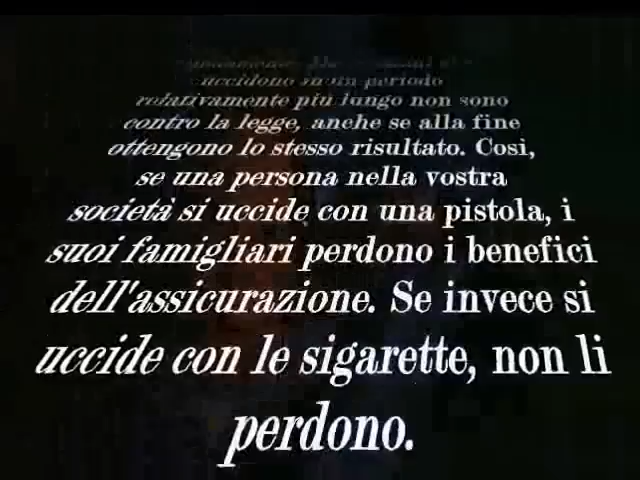 uccidono su un periodo
relativamente più lungo non sono
contro la legge, anche se alla fine
ottengono lo stesso risultato. Cosi,
se una persona nella vostra
società si uccide con una pistola, i
suoi famigliari perdono i benefici
dell'assicurazione. Se invece si
uccide con le sigarette, non li
perdono.